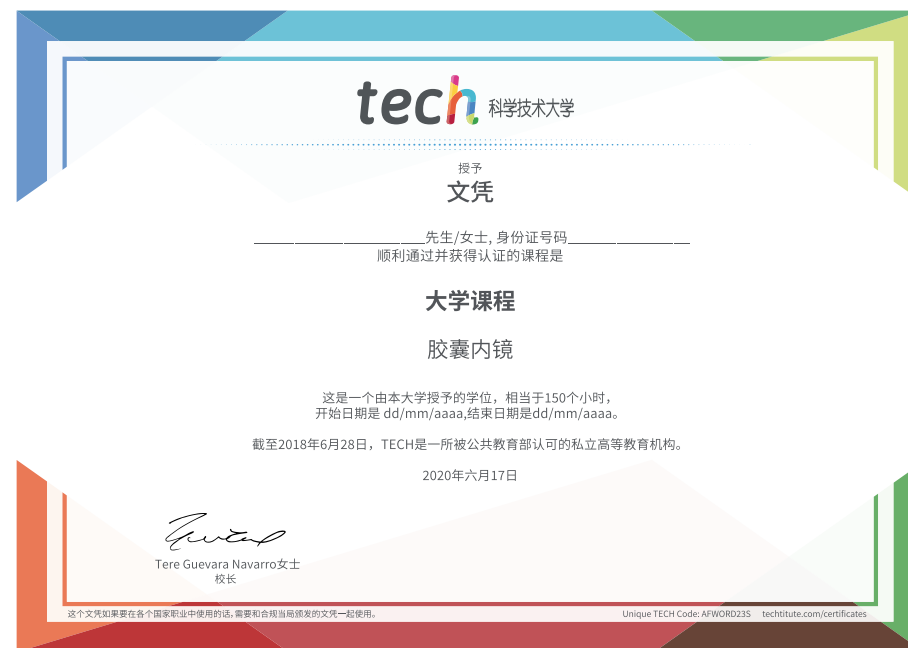 tech 科学技术大学
授予
文凭
________________________先生/女士, 身份证号码__________________
顺利通过并获得认证的课程是
大学课程
胶囊内镜
这是一个由本大学授予的学位，相当于150个小时，
开始日期是 dd/mm/aaaa,结束日期是dd/mm/aaaa。
截至2018年6月28日，TECH是一所被公共教育部认可的私立高等教育机构。
2020年六月17日
Tere Guevara Navarro女士
校长
这个文凭如果要在各个国家职业中使用的话,需要和合规当局颁发的文凭一起使用。
Unique TECH Code: AFWORD23S techtitute.com/certificates